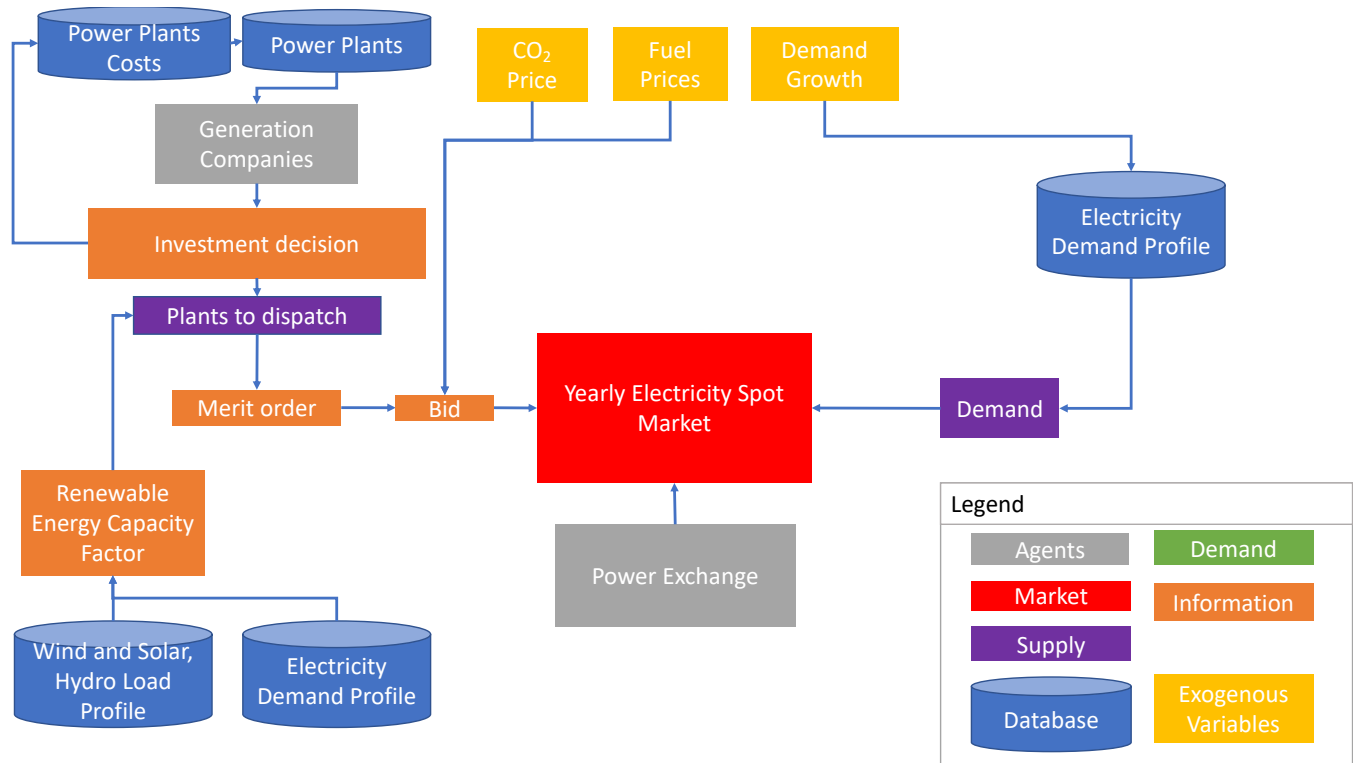 Power Plants
Costs
Power Plants
CO₂
Price
Fuel
Prices
Demand
Growth
Generation
Companies
Electricity
Demand Profile
Investment decision
Plants to dispatch
Merit order
Bid
Yearly Electricity Spot
Market
Demand
Renewable
Energy Capacity
Factor
Power Exchange
Wind and Solar,
Hydro Load
Profile
Electricity
Demand Profile
Legend
Agents
Demand
Market
Information
Supply
Database
Exogenous
Variables